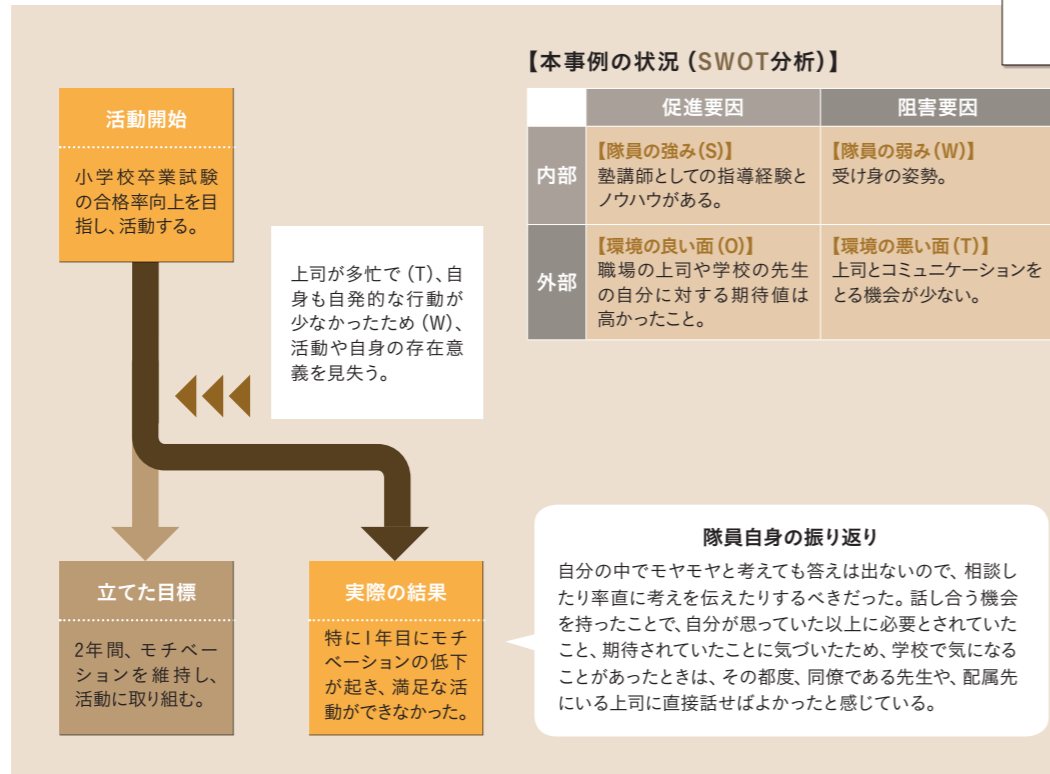 【本事例の状況（SWOT分析）】
促進要因
阻害要因
内部
【隊員の強み（S）】
塾講師としての指導経験と
ノウハウがある。
【隊員の弱み（W）】
受け身の姿勢。
外部
【環境の良い面（O）】
職場の上司や学校の先生
の自分に対する期待値は
高かったこと。
【環境の悪い面（T）】
上司とコミュニケーションを
とる機会が少ない。
活動開始
小学校卒業試験
の合格率向上を目
指し、活動する。
上司が多忙で（T）、自
身も自発的な行動が
少なかったため（W）、
活動や自身の存在意
義を見失う。
立てた目標
2年間、モチベー
ションを維持し、
活動に取り組む。
実際の結果
特に1年目にモチ
ベーションの低下
が起き、満足な活
動ができなかった。
隊員自身の振り返り
自分の中でモヤモヤと考えても答えは出ないので、相談し
たり率直に考えを伝えたりするべきだった。話し合う機会
を持ったことで、自分が思っていた以上に必要とされていた
こと、期待されていたことに気づいたため、学校で気になる
ことがあったときは、その都度、同僚である先生や、配属先
にいる上司に直接話せばよかったと感じている。